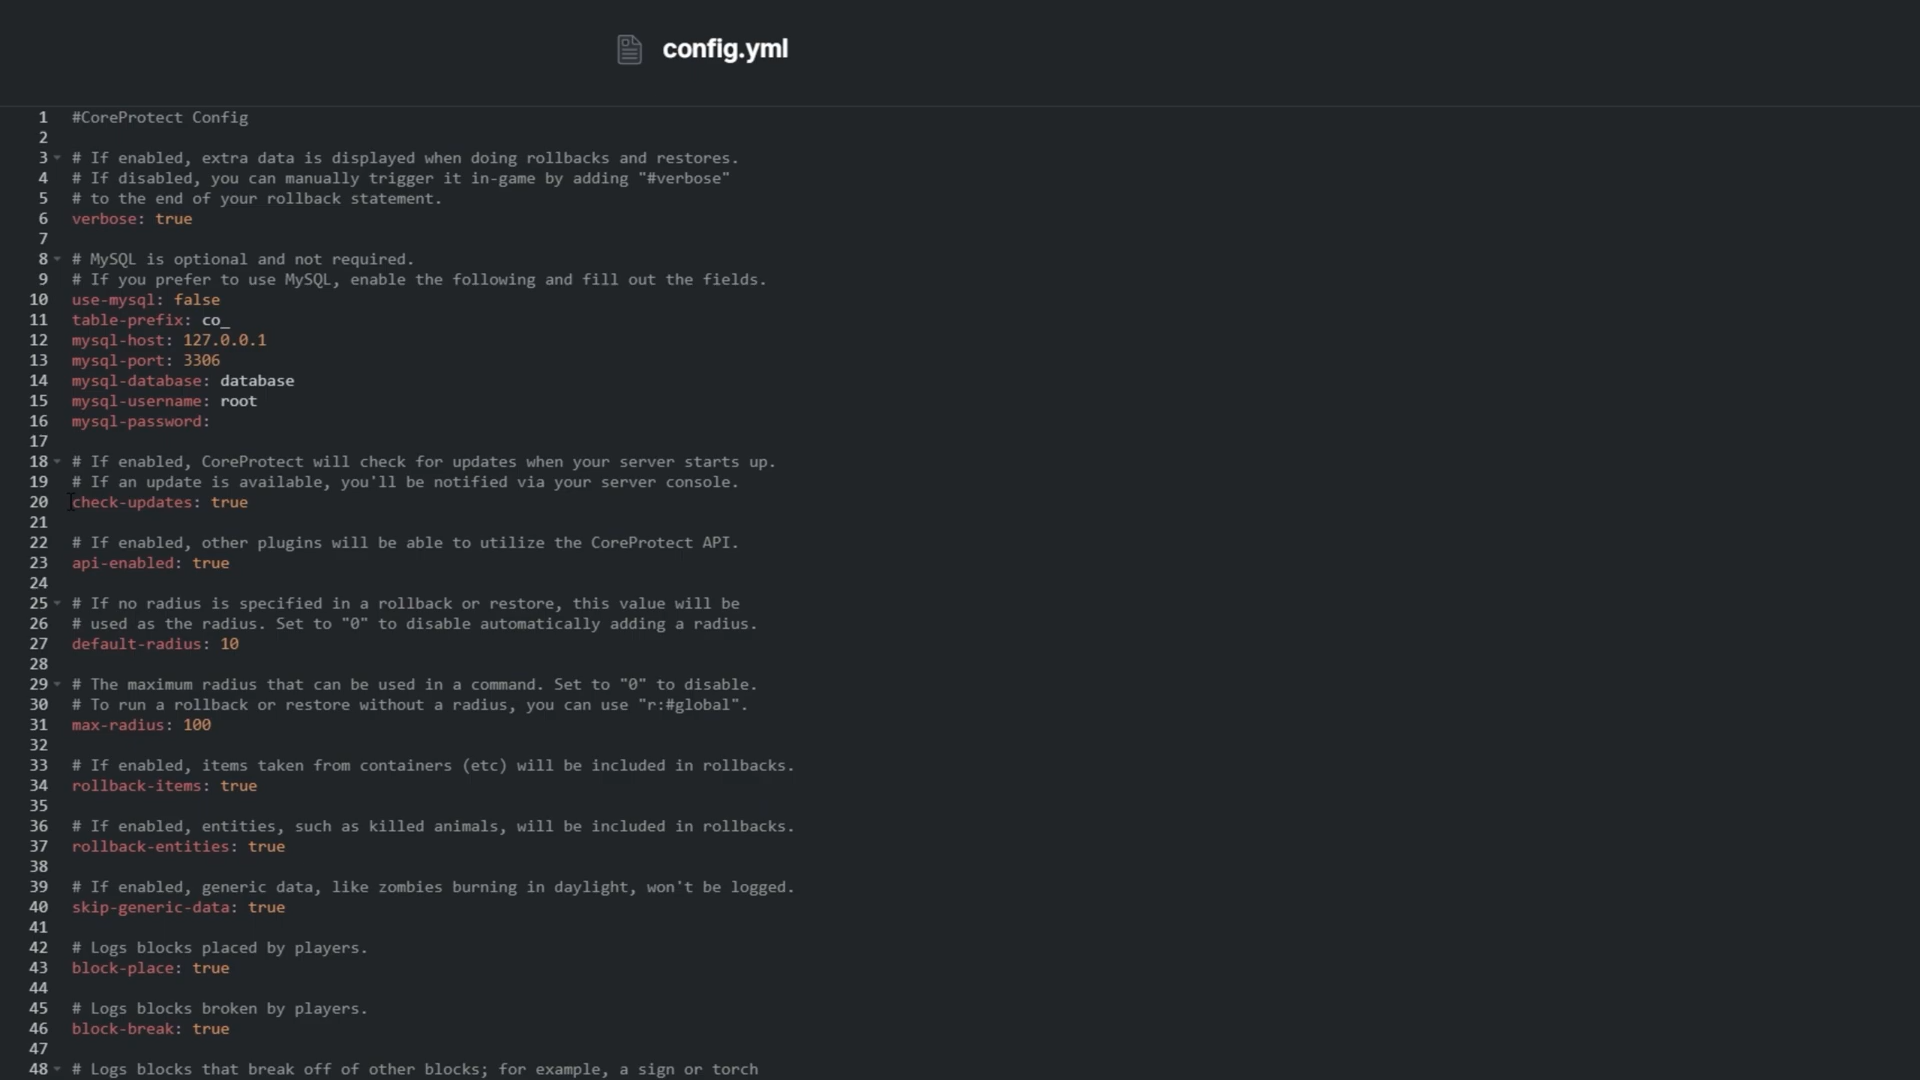 config.yml
1 #CoreProtect Config
2
3 # If enabled, extra data is displayed when doing rollbacks and restores.
4 # If disabled, you can manually trigger it in-game by adding "#verbose"
5 # to the end of your rollback statement.
6 verbose: true
7
8 # MySQL is optional and not required.
9 # If you prefer to use MySQL, enable the following and fill out the fields.
10 use-mysql: false
11 table-prefix: co_
12 mysql-host: 127.0.0.1
13 mysql-port: 3306
14 mysql-database: database
15 mysql-username: root
16 mysql-password:
17
18 # If enabled, CoreProtect will check for updates when your server starts up.
19 # If an update is available, you'll be notified via your server console.
20 check-updates: true
21
22 # If enabled, other plugins will be able to utilize the CoreProtect API.
23 api-enabled: true
24
25 # If no radius is specified in a rollback or restore, this value will be
26 # used as the radius. Set to "0" to disable automatically adding a radius.
27 default-radius: 10
28
29 # The maximum radius that can be used in a command. Set to "0" to disable.
30 # To run a rollback or restore without a radius, you can use "r:#global".
31 max-radius: 100
32
33 # If enabled, items taken from containers (etc) will be included in rollbacks.
34 rollback-items: true
35
36 # If enabled, entities, such as killed animals, will be included in rollbacks.
37 rollback-entities: true
38
39 # If enabled, generic data, like zombies burning in daylight, won't be logged.
40 skip-generic-data: true
41
42 # Logs blocks placed by players.
43 block-place: true
44
45 # Logs blocks broken by players.
46 block-break: true
47
48 # Logs blocks that break off of other blocks; for example, a sign or torch